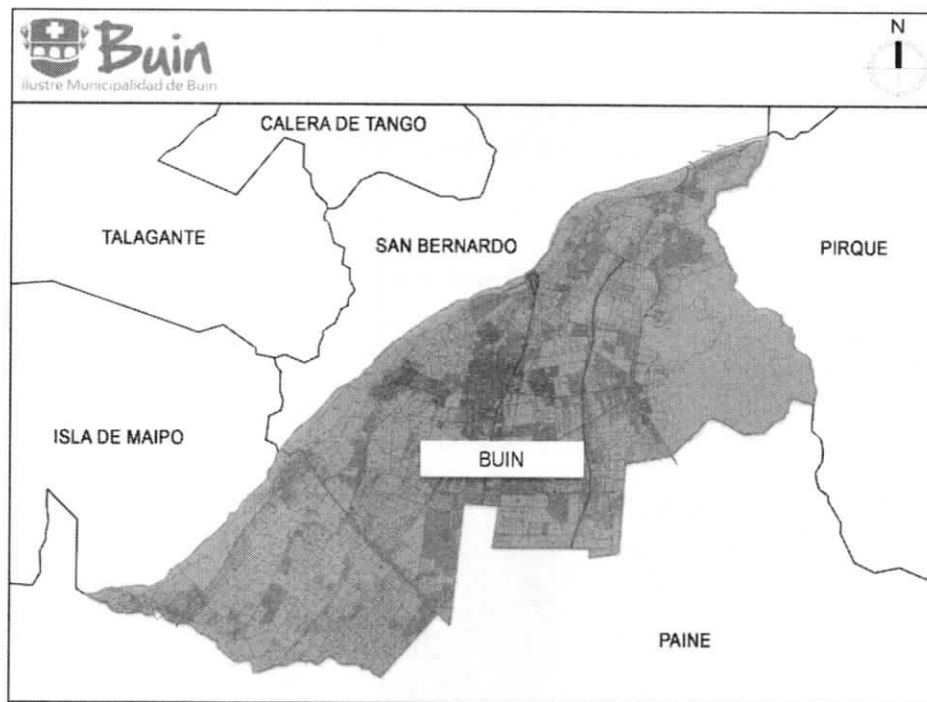 Buin
Ilustre Municipalidad de Buin
N
CALERA DE TANGO
TALAGANTE
SAN BERNARDO
PIRQUE
ISLA DE MAIPO
BUIN
PAINE